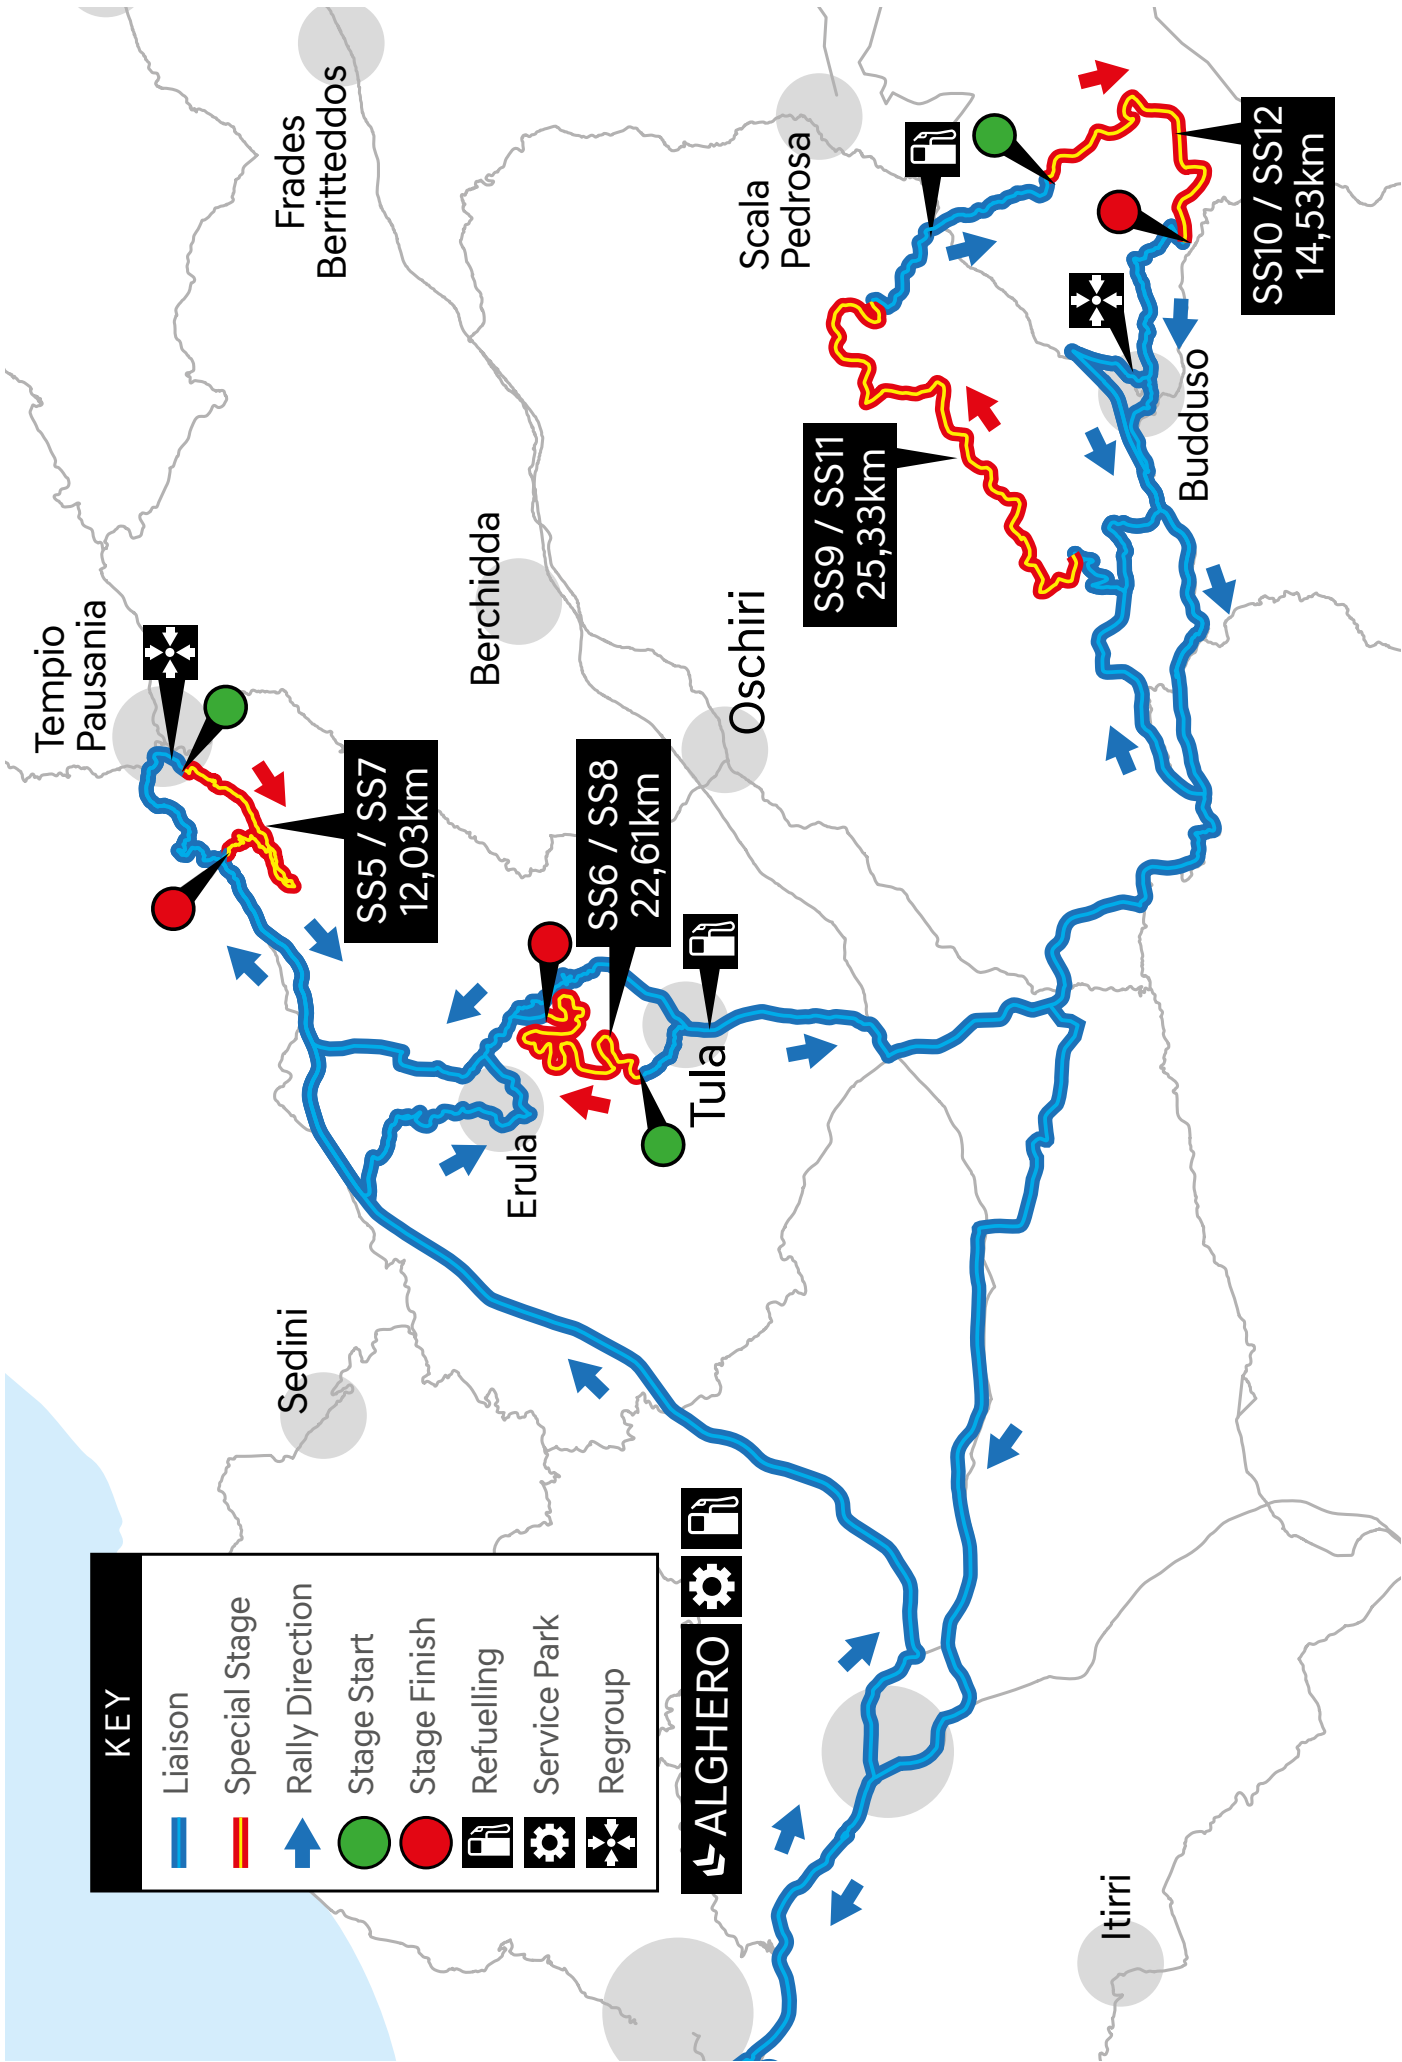 Frades
Berritteddos
Tempio
Pausania
Scala
Pedrosa
Berchidda
SS5 / SS7
12,03km
SS10 / SS12
14,53km
SS9 / SS11
25,33km
Budduso
Oschiri
SS6 / SS8
22,61km
Tula
Erula
Sedini
KEY
Liaison
Special Stage
Rally Direction
Stage Start
Stage Finish
Refuelling
Service Park
Regroup
ALGHERO
Itirri